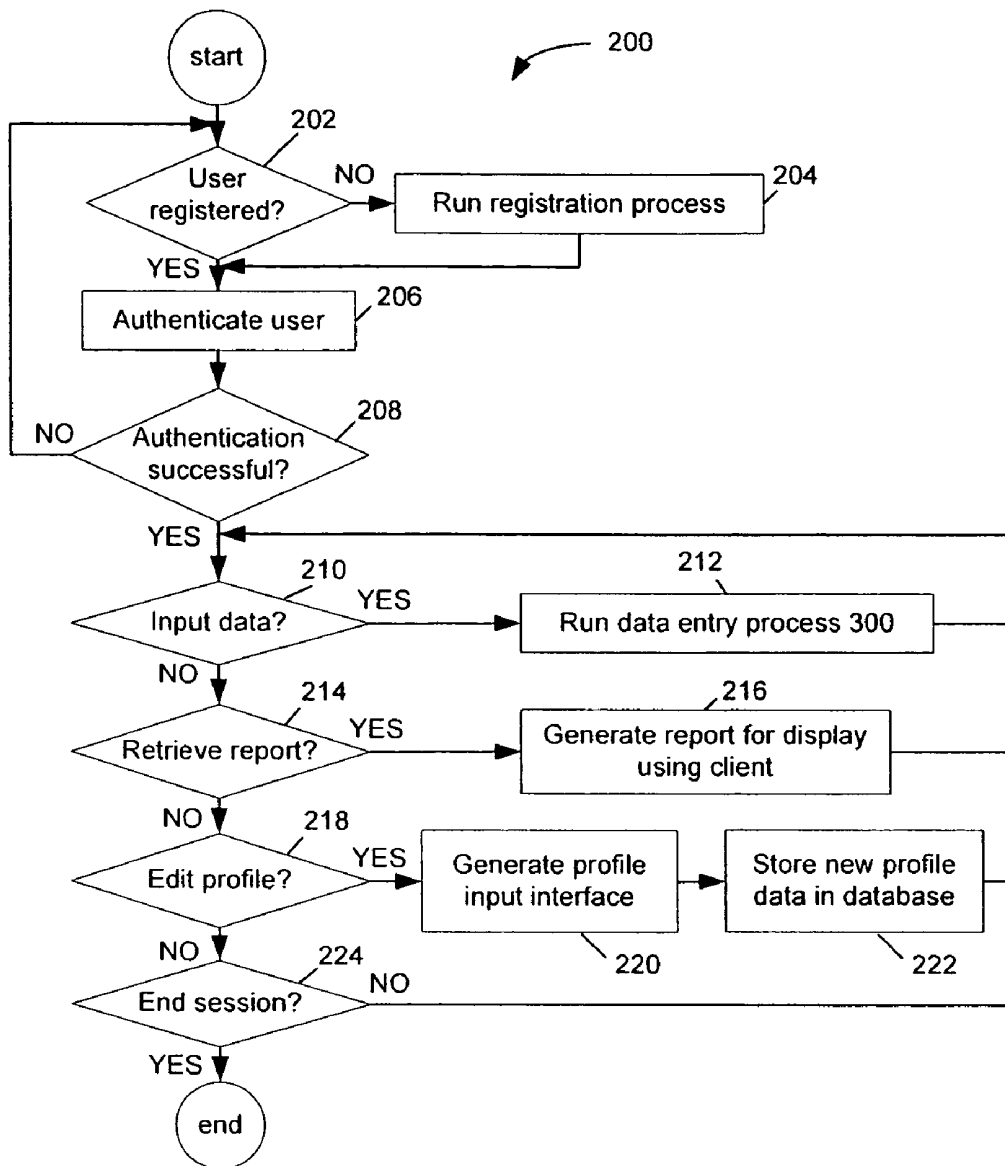 start
200
202
User
registered?
NO
204
Run registration process
YES
206
Authenticate user
208
NO
Authentication
successful?
YES
210
212
Input data?
YES
Run data entry process 300
NO
214
216
Retrieve report?
YES
Generate report for display
using client
NO
218
Edit profile?
YES
Generate profile
input interface
Store new profile
data in database
NO
220
222
224
End session?
NO
YES
end